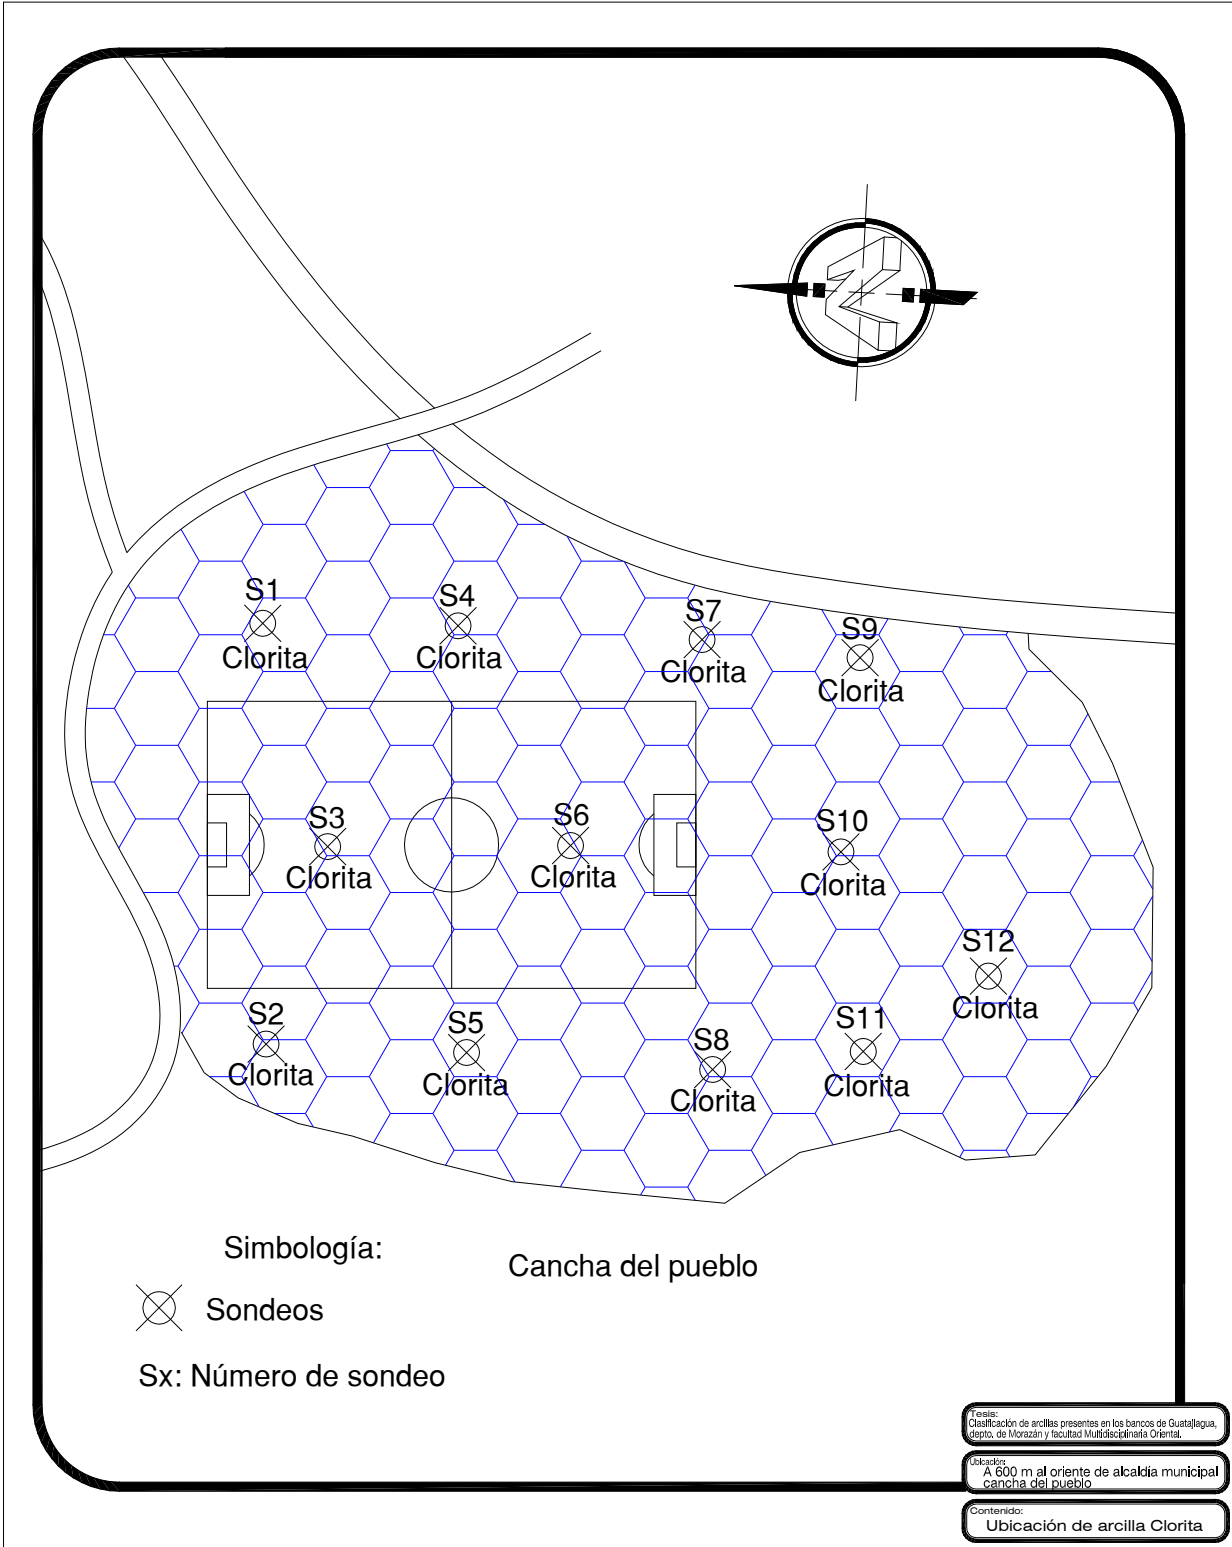 N
S1
Clorita
S4
Clorita
S7
Clorita
S9
Clorita
S3
Clorita
S6
Clorita
S10
Clorita
S12
Clorita
S2
Clorita
S5
Clorita
S8
Clorita
S11
Clorita
Simbología:
Cancha del pueblo
Sondeos
Sx: Número de sondeo
Tesis:
Clasificación de arcillas presentes en los bancos de Guatajiagua,
depto. de Morazán y facultad Multidisciplinaria Oriental.
Ubicación:
A 600 m al oriente de alcaldía municipal
cancha del pueblo
Contenido:
Ubicación de arcilla Clorita